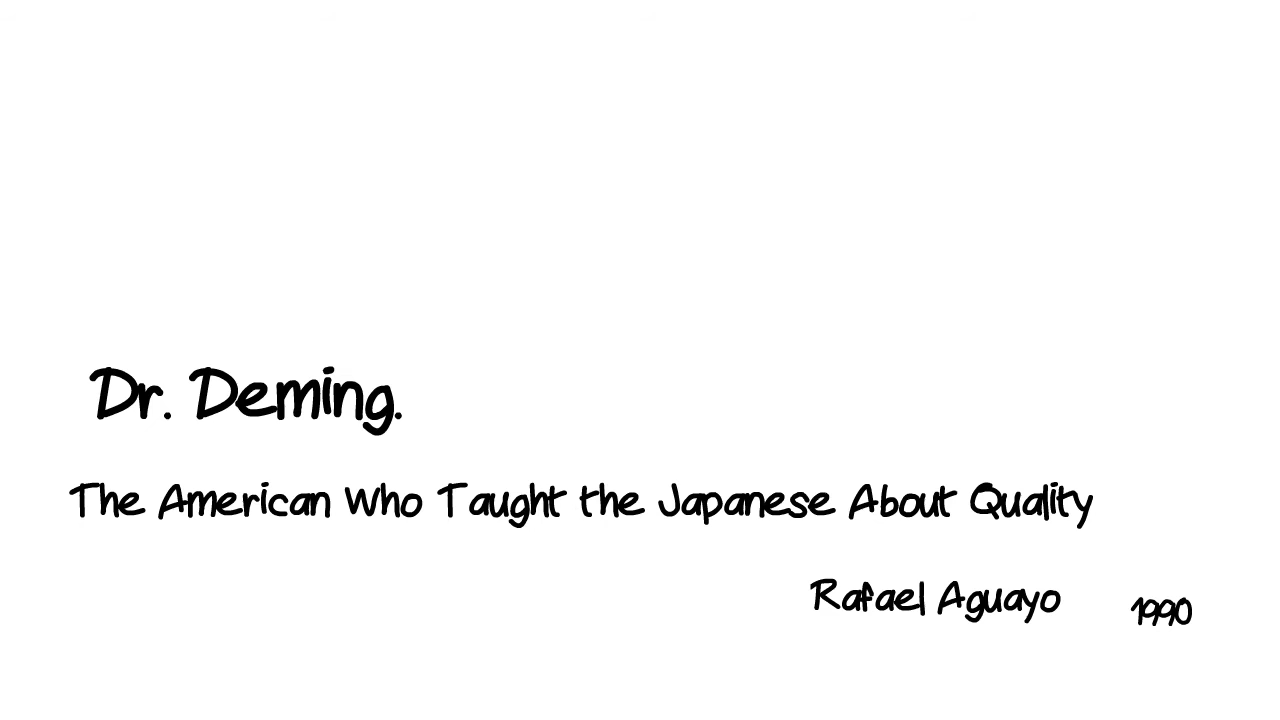 Dr. Deming.
The American Who Taught the Japanese About Quality
Rafael Aguayo 1990